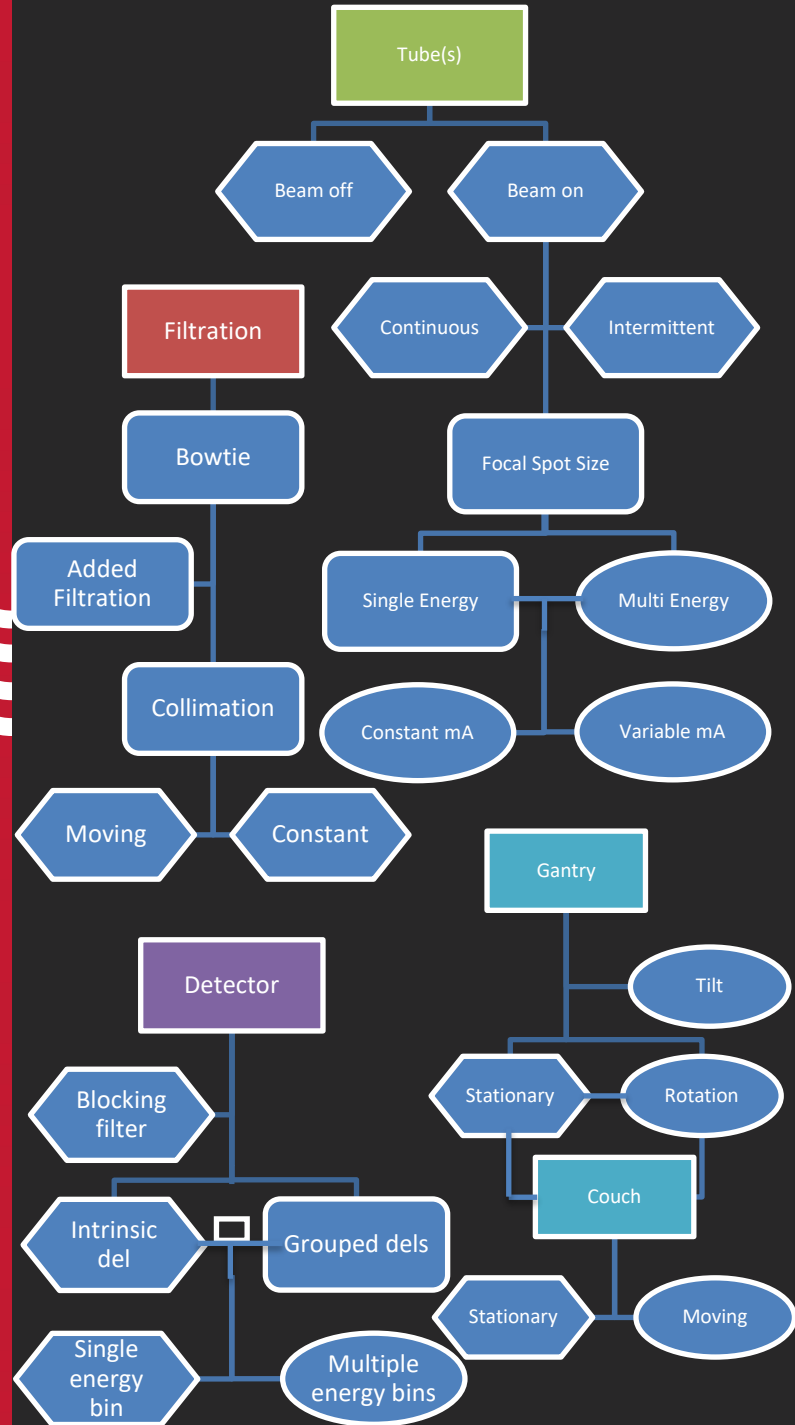 Tube(s)
Beam off
Beam on
Continuous
Intermittent
Focal Spot Size
Single Energy
Multi Energy
Constant mA
Variable mA
Filtration
Bowtie
Added
Filtration
Collimation
Moving
Constant
Gantry
Tilt
Stationary
Rotation
Couch
Stationary
Moving
Detector
Blocking
filter
Intrinsic
del
Grouped dels
Single
energy
bin
Multiple
energy bins